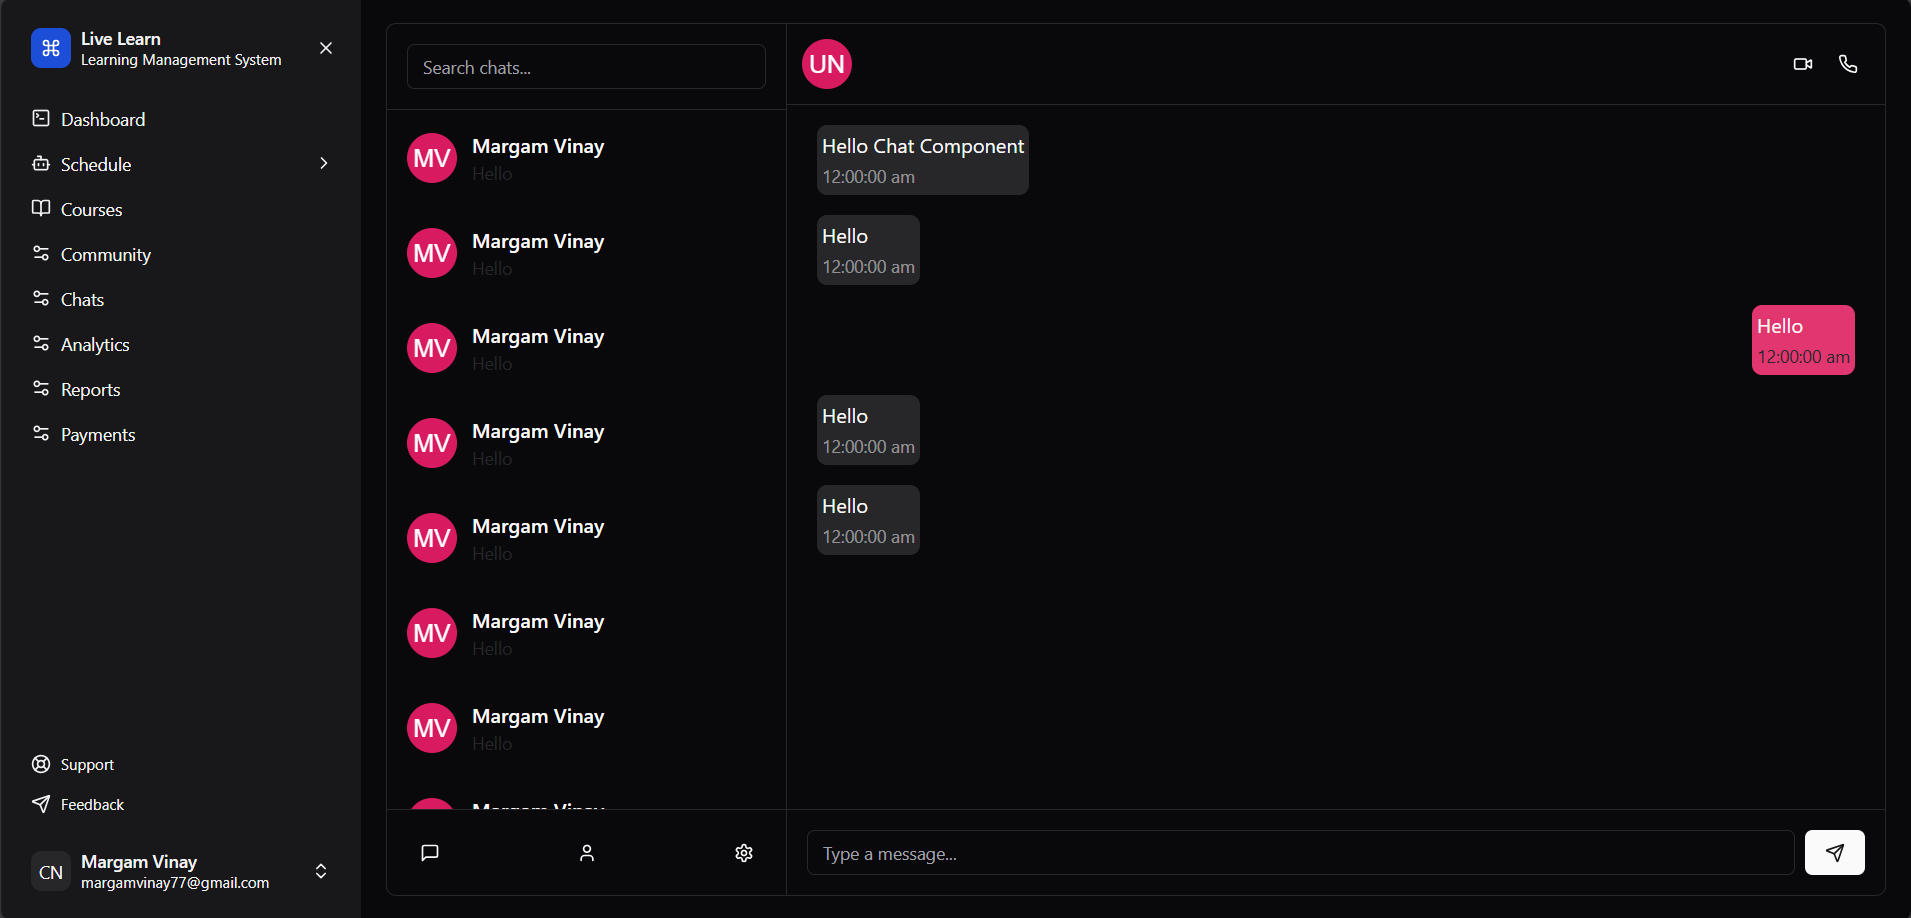 Live Learn
Learning Management System
Dashboard
Schedule
Courses
Community
Chats
Analytics
Reports
Payments
Support
Feedback
CN
Margam Vinay
margamvinay77@gmail.com
Search chats...
MV
Margam Vinay
Hello
MV
Margam Vinay
Hello
MV
Margam Vinay
Hello
MV
Margam Vinay
Hello
MV
Margam Vinay
Hello
MV
Margam Vinay
Hello
MV
Margam Vinay
Hello
Margam Vinay
UN
Hello Chat Component
12:00:00 am
Hello
12:00:00 am
Hello
12:00:00 am
Hello
12:00:00 am
Hello
12:00:00 am
Type a message...